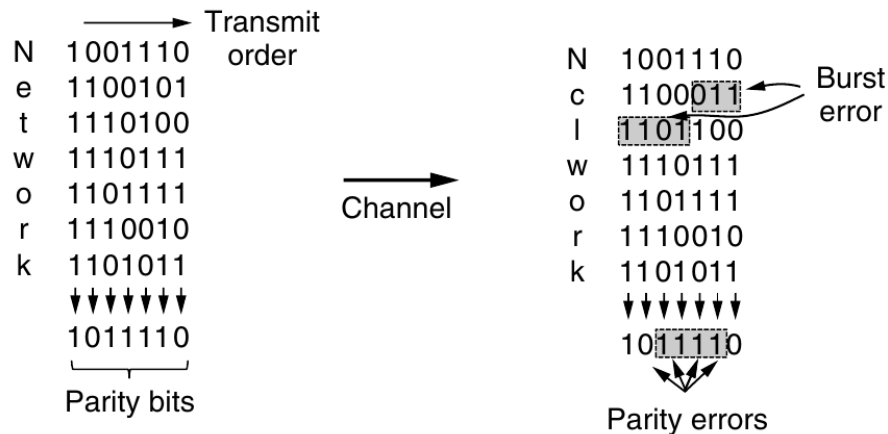 Transmit
order
N 1001110
e 1100101
t 1110100
w 1110111
o 1101111
r 1110010
k 1101011
1011110
Parity bits
Channel
N 1001110
c 1100011
l 1101100
w 1110111
o 1101111
r 1110010
k 1101011
1011110
Burst
error
Parity errors